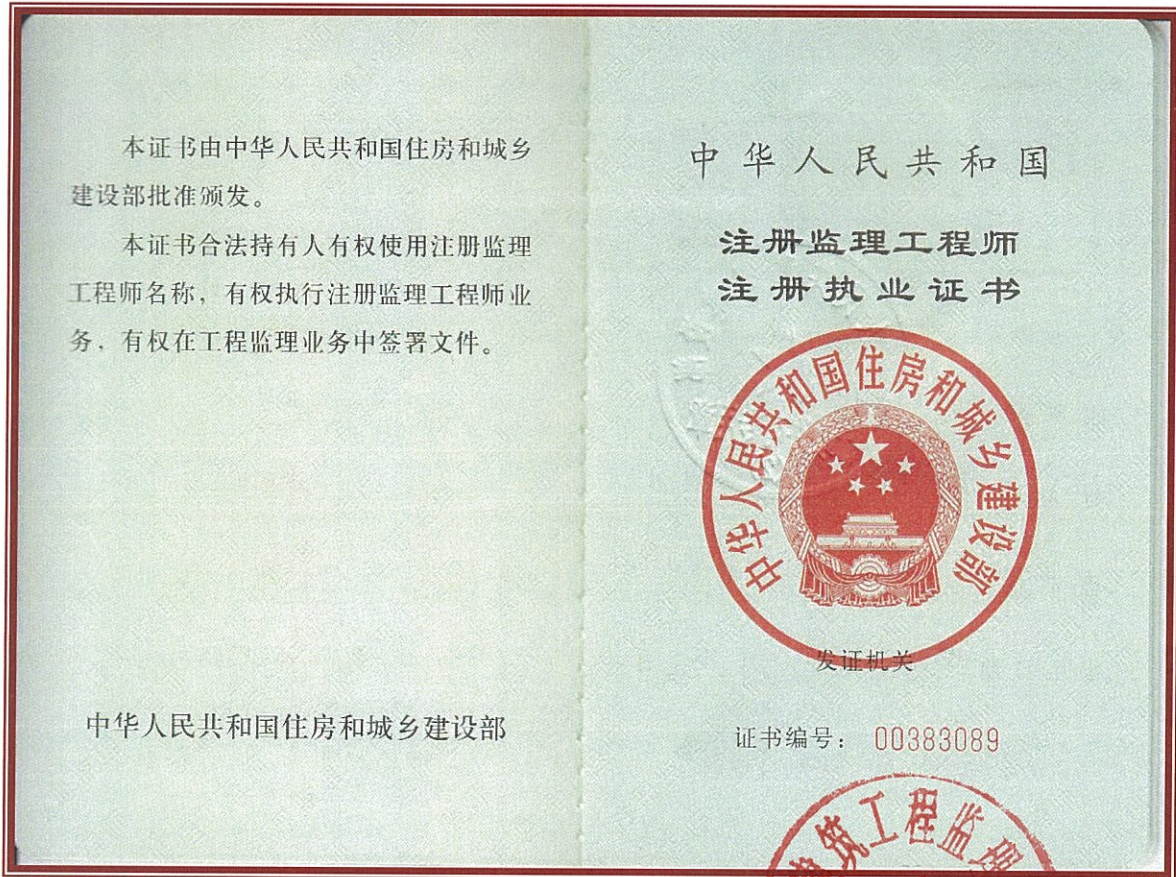 本证书由中华人民共和国住房和城乡
建设部批准颁发。
本证书合法持有人有权使用注册监理
工程师名称，有权执行注册监理工程师业
务，有权在工程监理业务中签署文件。
中华人民共和国住房和城乡建设部
中华人民共和国
注册监理工程师
注册执业证书
中华人民共和国住房和城乡建设部
发证机关
证书编号： 00383089
建筑工程监理